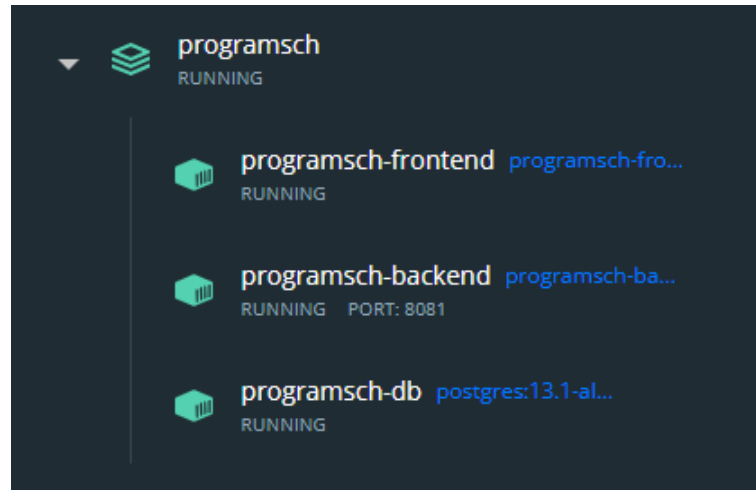 programsch
RUNNING
programsch-frontend programsch-fro...
RUNNING
programsch-backend programsch-ba...
RUNNING PORT: 8081
programsch-db postgres:13.1-al...
RUNNING